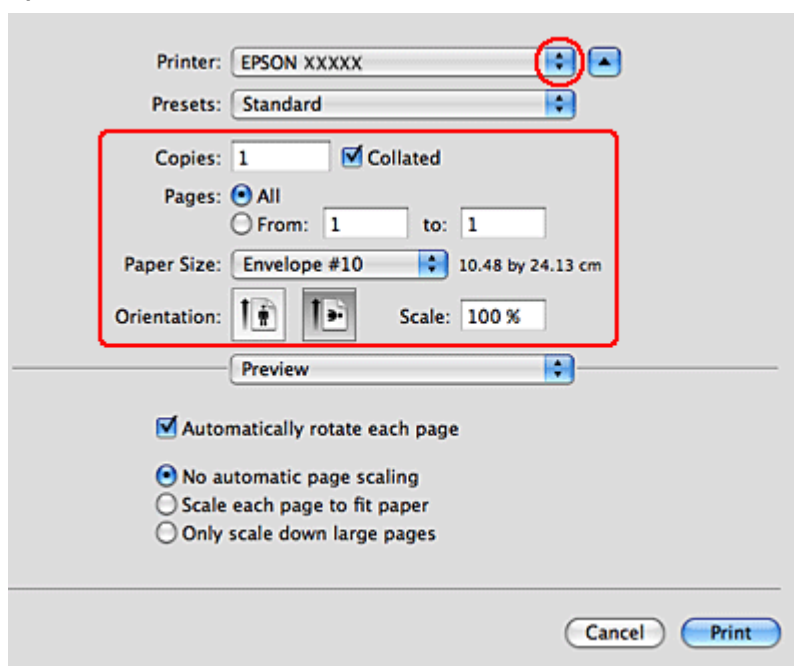 Printer: EPSON XXXXX
Presets: Standard
Copies: 1 Collated
Pages: All
From: 1 to: 1
Paper Size: Envelope #10 10.48 by 24.13 cm
Orientation: Scale: 100 %
Preview
Automatically rotate each page
No automatic page scaling
Scale each page to fit paper
Only scale down large pages
Cancel Print